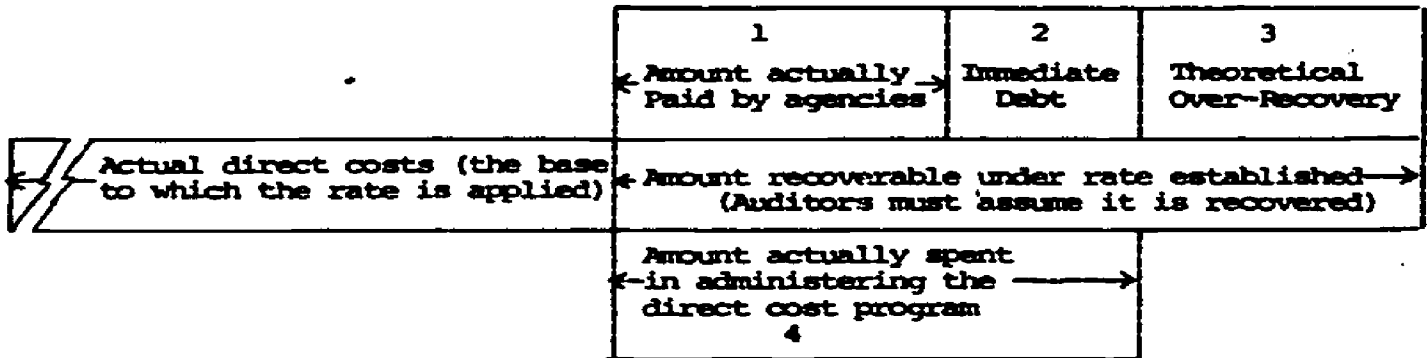 1
Amount actually
Paid by agencies
2
Immediate
Debt
3
Theoretical
Over-Recovery
Actual direct costs (the base
to which the rate is applied)
Amount recoverable under rate established
(Auditors must assume it is recovered)
Amount actually spent
in administering the
direct cost program
4